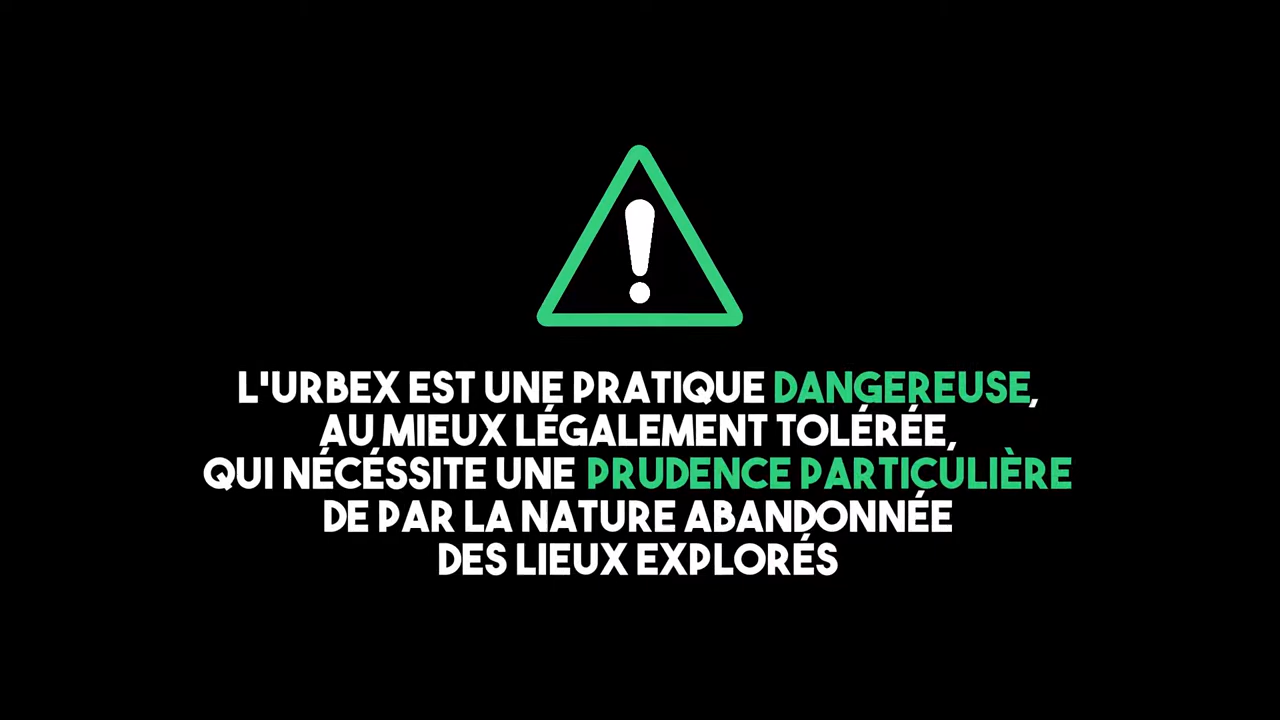 L'URBEX EST UNE PRATIQUE DANGEREUSE,
AU MIEUX LÉGALEMENT TOLÉRÉE,
QUI NÉCÉSSITE UNE PRUDENCE PARTICULIÈRE
DE PAR LA NATURE ABANDONNÉE
DES LIEUX EXPLORÉS